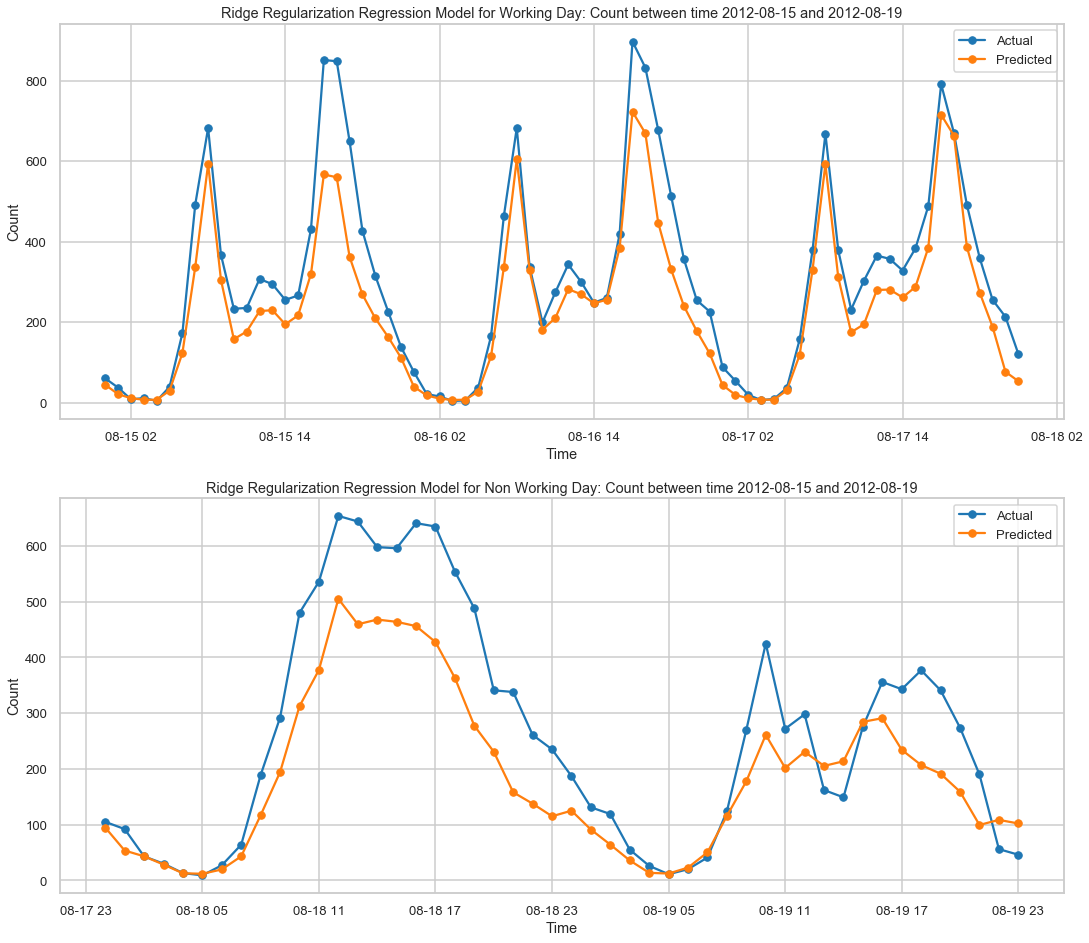 Ridge Regularization Regression Model for Working Day: Count between time 2012-08-15 and 2012-08-19
Actual
Predicted
800
600
400
200
0
Count
08-15 02
08-15 14
08-16 02
08-16 14
08-17 02
08-17 14
08-18 02
Time
Ridge Regularization Regression Model for Non Working Day: Count between time 2012-08-15 and 2012-08-19
Actual
Predicted
600
500
400
300
200
100
0
Count
08-17 23
08-18 05
08-18 11
08-18 17
08-18 23
08-19 05
08-19 11
08-19 17
08-19 23
Time